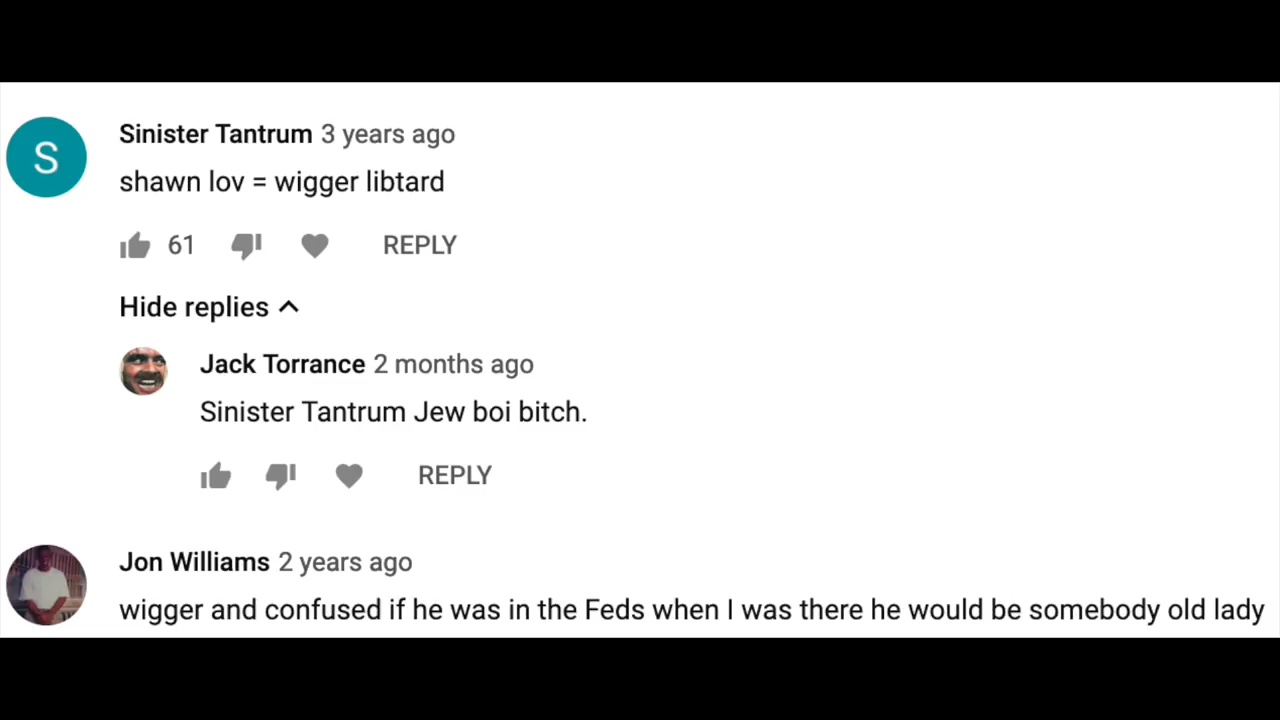 S
Sinister Tantrum 3 years ago
shawn lov = wigger libtard
61 REPLY
Hide replies
Jack Torrance 2 months ago
Sinister Tantrum Jew boi bitch.
REPLY
Jon Williams 2 years ago
wigger and confused if he was in the Feds when I was there he would be somebody old lady